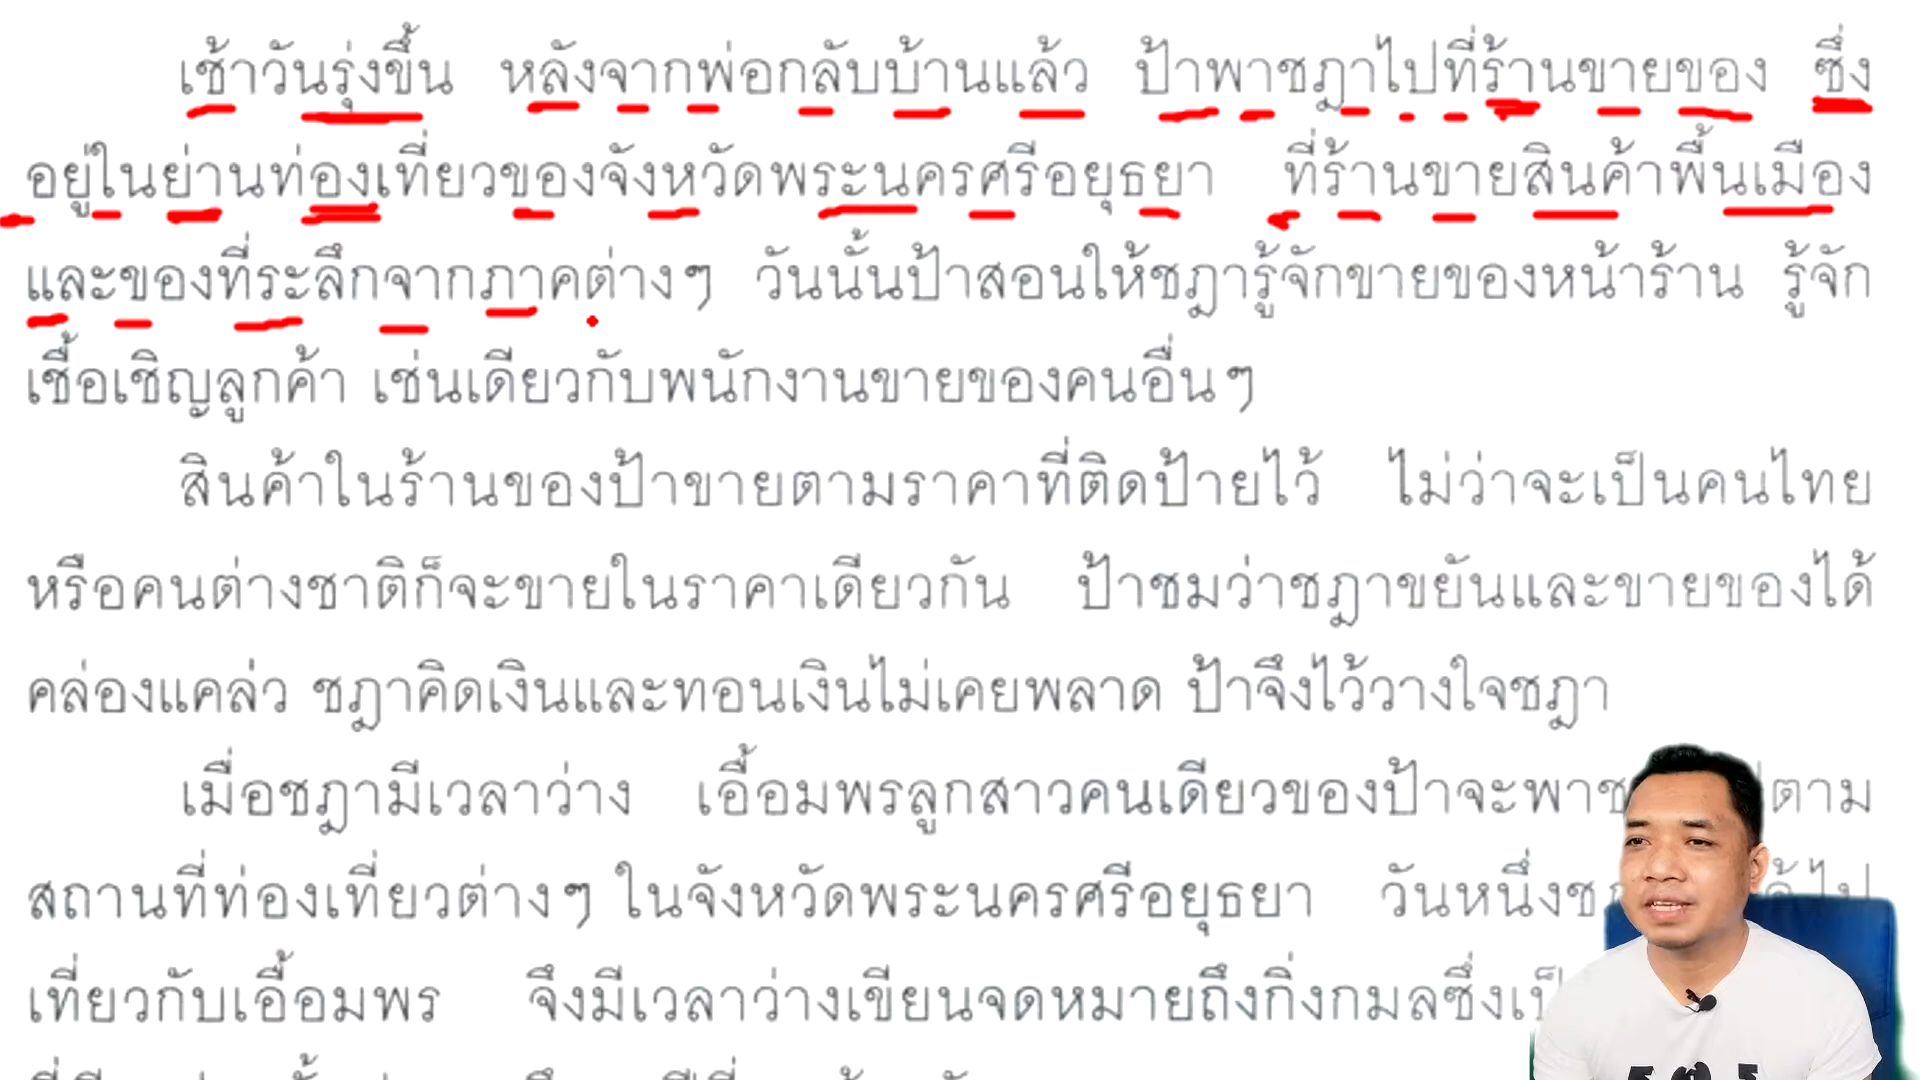 เช้าวันรุ่งขึ้น หลังจากพ่อกลับบ้านแล้ว ป้าพาชฎาไปที่ร้านขายของ ซึ่ง
อยู่ในย่านท่องเที่ยวของจังหวัดพระนครศรีอยุธยา ที่ร้านขายสินค้าพื้นเมือง
และของที่ระลึกจากภาคต่างๆ วันนั้นป้าสอนให้ชฎารู้จักขายของหน้าร้าน รู้จัก
เชื้อเชิญลูกค้า เช่นเดียวกับพนักงานขายของคนอื่นๆ
สินค้าในร้านของป้าขายตามราคาที่ติดป้ายไว้ ไม่ว่าจะเป็นคนไทย
หรือคนต่างชาติก็จะขายในราคาเดียวกัน ป้าชมว่าชฎาขยันและขายของได้
คล่องแคล่ว ชฎาคิดเงินและทอนเงินไม่เคยพลาด ป้าจึงไว้วางใจชฎา
เมื่อชฎามีเวลาว่าง เอื้อมพรลูกสาวคนเดียวของป้าจะพา ตาม
สถานที่ท่องเที่ยวต่างๆ ในจังหวัดพระนครศรีอยุธยา วันหนึ่ง ไป
เที่ยวกับเอื้อมพร จึงมีเวลาว่างเขียนจดหมายถึงกิ่งกมลซึ่ง